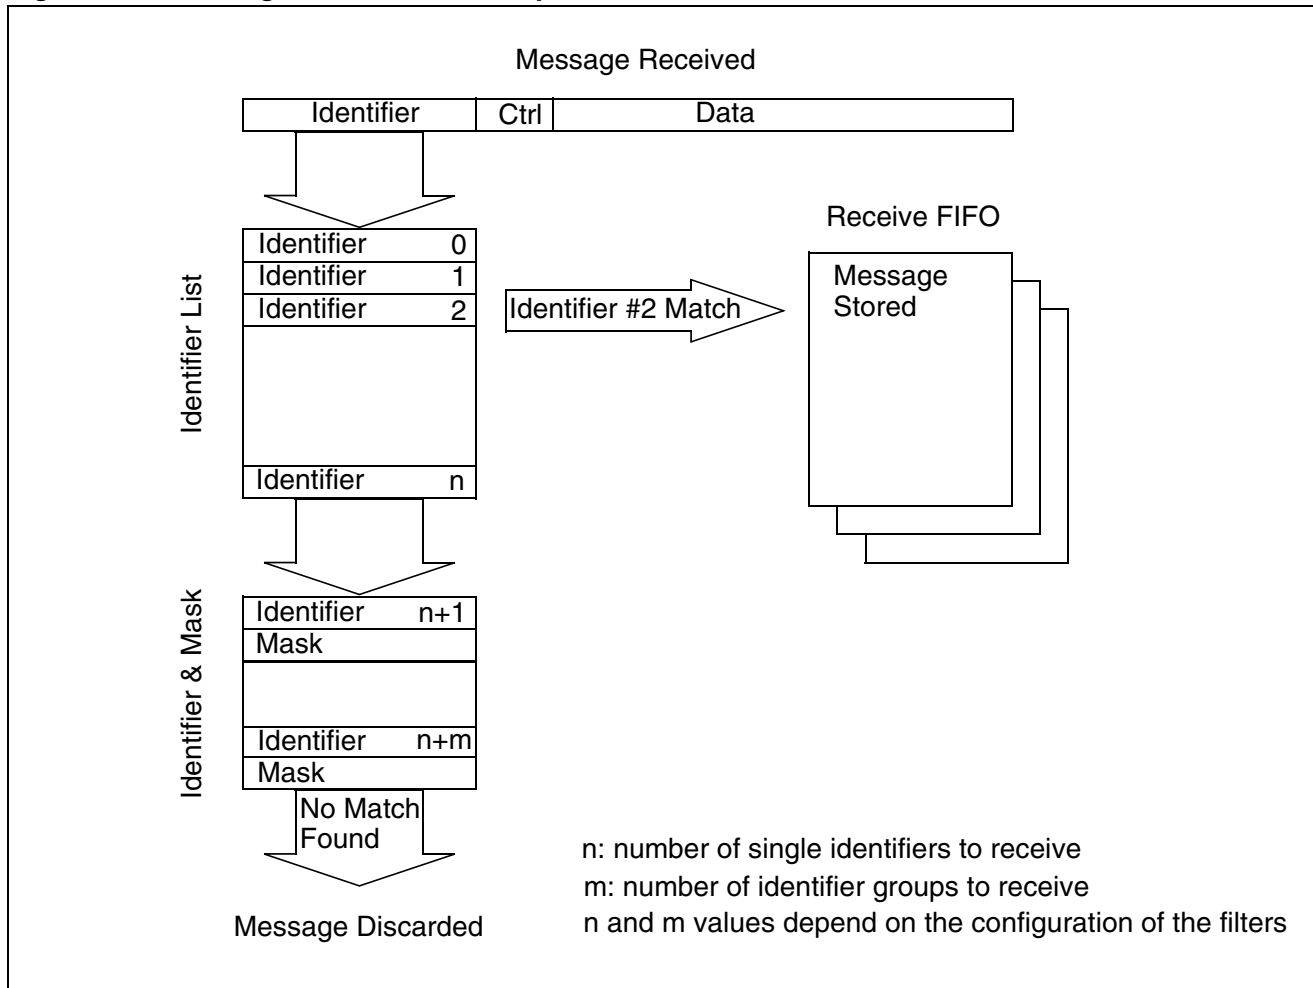 Message Received
Identifier Ctrl Data
Receive FIFO
Identifier List
Identifier 0
Identifier 1
Identifier 2
Identifier #2 Match
Message
Stored
Identifier n
Identifier & Mask
Identifier n+1
Mask
Identifier n+m
Mask
No Match
Found
Message Discarded
n: number of single identifiers to receive
m: number of identifier groups to receive
n and m values depend on the configuration of the filters